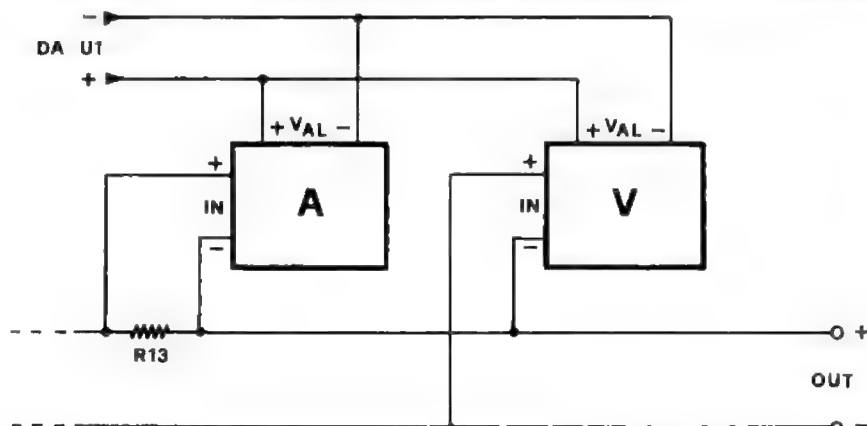 -
DA U1
+
+ VAL -
+ VAL -
+
IN
-
A
+
IN
-
V
R13
+
OUT
-